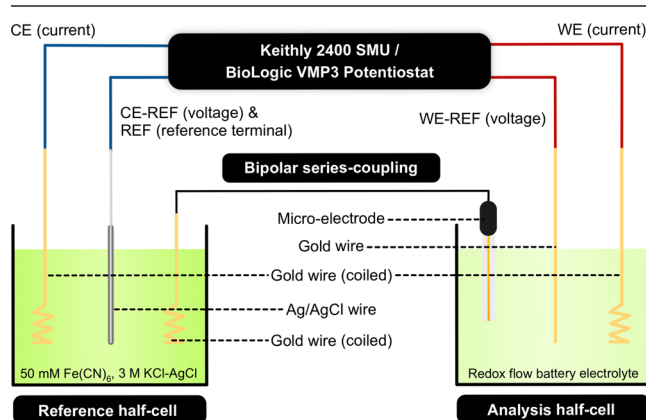 CE (current)
WE (current)
Keithly 2400 SMU /
BioLogic VMP3 Potentiostat
CE-REF (voltage) &
REF (reference terminal)
WE-REF (voltage)
Bipolar series-coupling
Micro-electrode
Gold wire
Gold wire (coiled)
Ag/AgCl wire
Gold wire (coiled)
50 mM Fe(CN)₆, 3 M KCl-AgCl
Redox flow battery electrolyte
Reference half-cell
Analysis half-cell